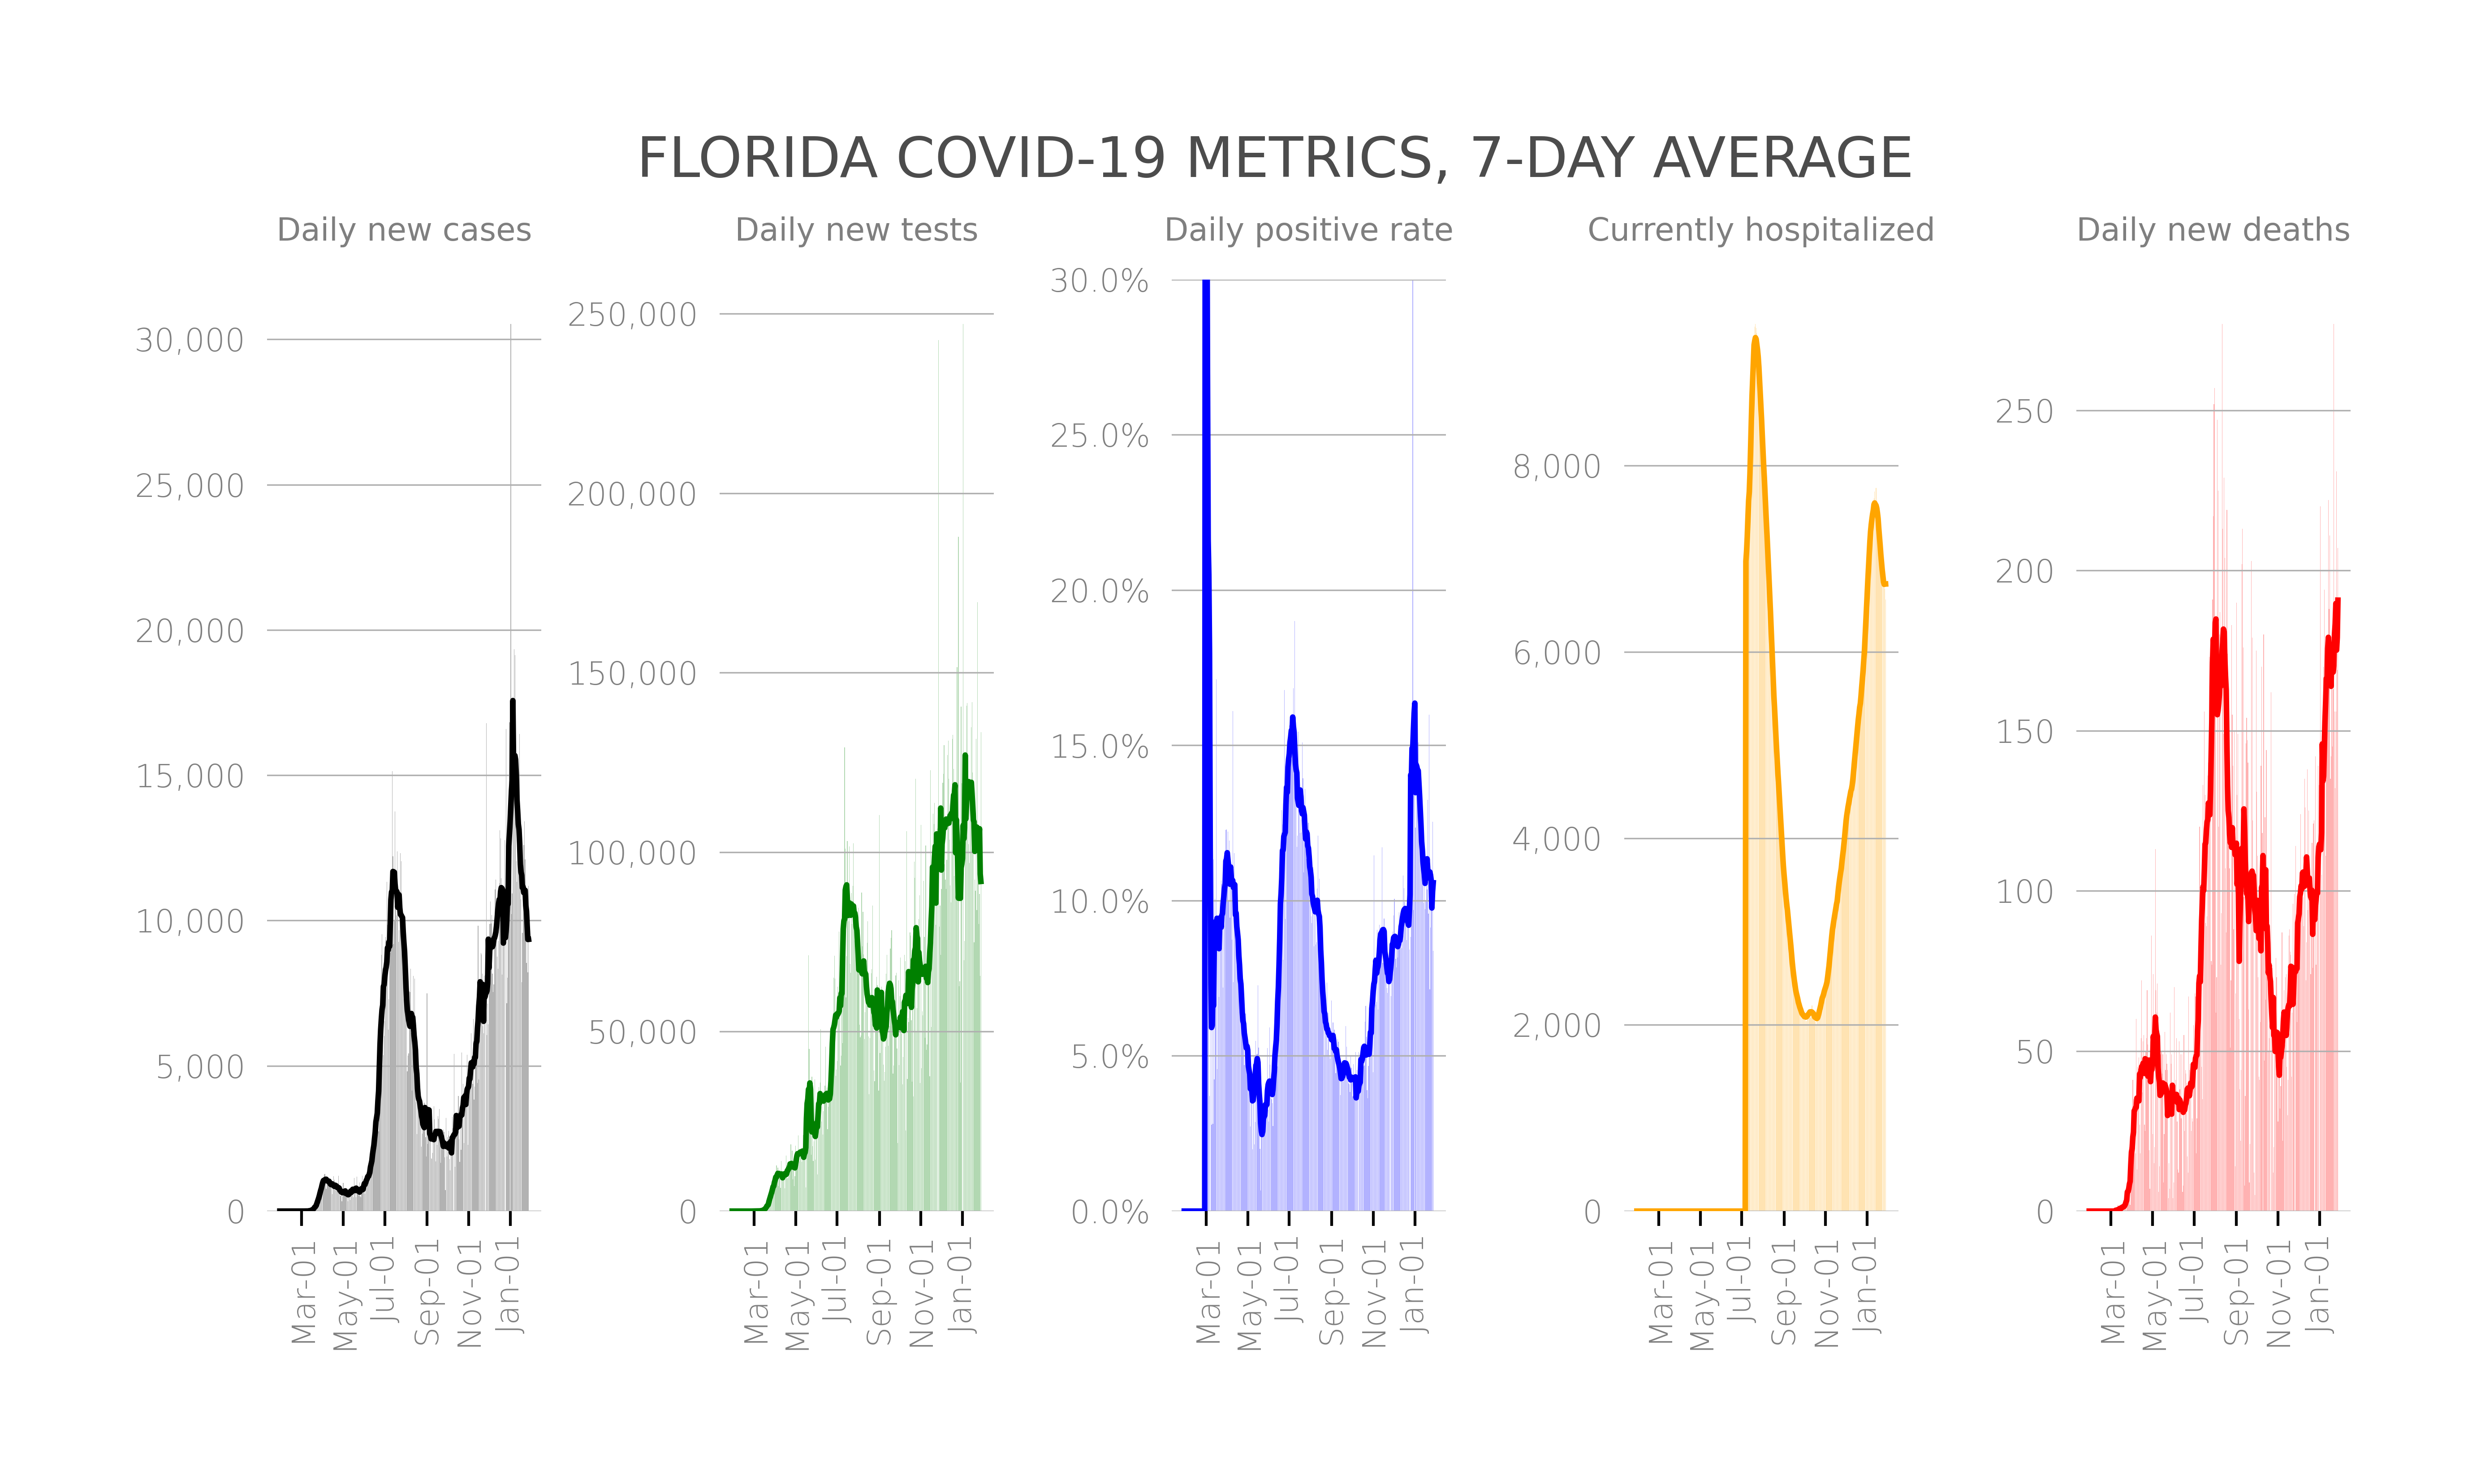 FLORIDA COVID-19 METRICS, 7-DAY AVERAGE
Daily new cases
30,000
25,000
20,000
15,000
10,000
5,000
0
Mar-01
May-01
Jul-01
Sep-01
Nov-01
Jan-01
Daily new tests
250,000
200,000
150,000
100,000
50,000
0
Mar-01
May-01
Jul-01
Sep-01
Nov-01
Jan-01
Daily positive rate
30.0%
25.0%
20.0%
15.0%
10.0%
5.0%
0.0%
Mar-01
May-01
Jul-01
Sep-01
Nov-01
Jan-01
Currently hospitalized
8,000
6,000
4,000
2,000
0
Mar-01
May-01
Jul-01
Sep-01
Nov-01
Jan-01
Daily new deaths
250
200
150
100
50
0
Mar-01
May-01
Jul-01
Sep-01
Nov-01
Jan-01